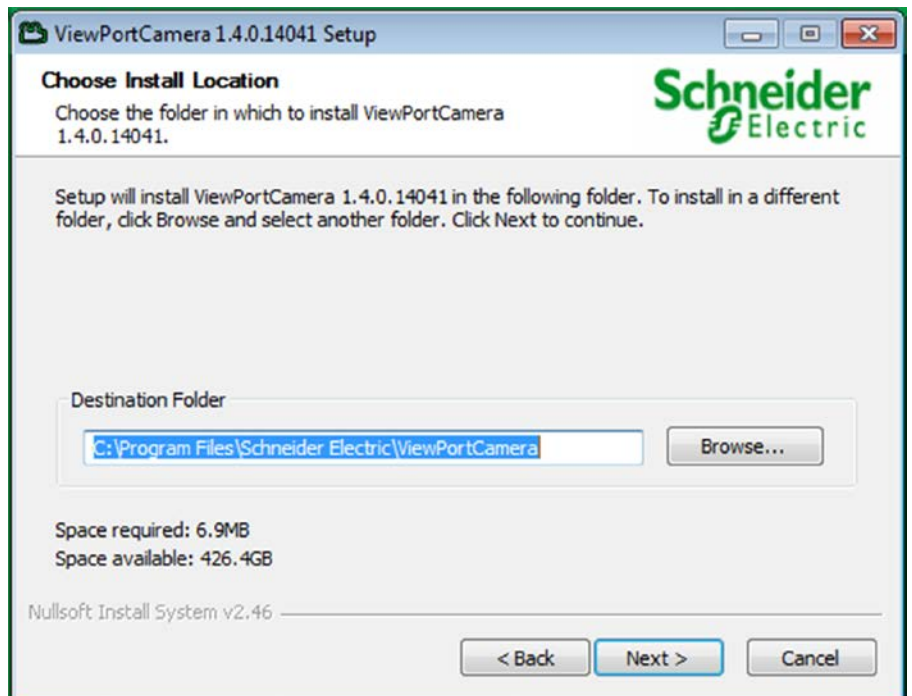 ViewPortCamera 1.4.0.14041 Setup
Choose Install Location
Choose the folder in which to install ViewPortCamera
1.4.0.14041.
Schneider
Electric
Setup will install ViewPortCamera 1.4.0.14041 in the following folder. To install in a different
folder, click Browse and select another folder. Click Next to continue.
Destination Folder
C:\Program Files\Schneider Electric\ViewPortCamera
Browse...
Space required: 6.9MB
Space available: 426.4GB
Nullsoft Install System v2.46
< Back
Next >
Cancel